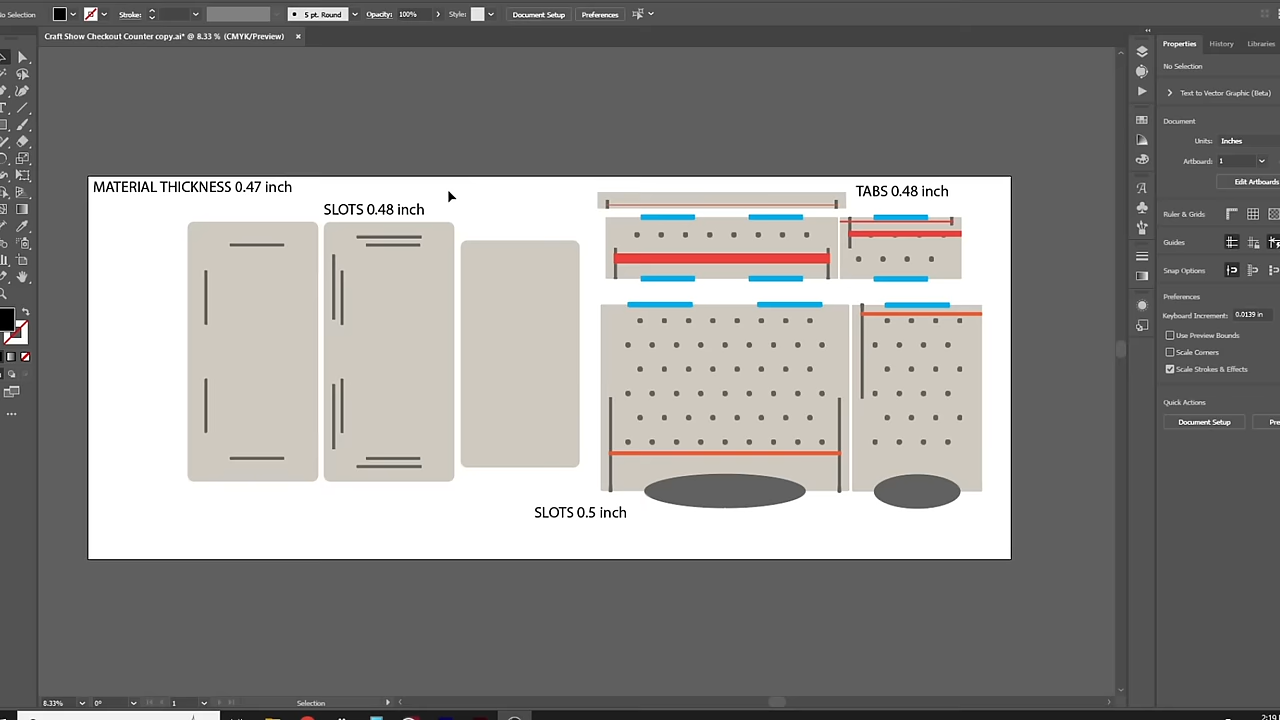 No Selection
Stroke:
5 pt. Round
Opacity:
100%
Style:
Document Setup
Preferences
Craft Show Checkout Counter copy.ai* @ 8.33 % (CMYK/Preview)
×
Properties
History
Libraries
No Selection
Text to Vector Graphic (Beta)
Document
Units:
Inches
Artboard:
1
Edit Artboards
Ruler & Grids
Guides
Snap Options
Preferences
Keyboard Increment:
0.0139 in
Use Preview Bounds
Scale Corners
Scale Strokes & Effects
Quick Actions
Document Setup
MATERIAL THICKNESS 0.47 inch
SLOTS 0.48 inch
TABS 0.48 inch
SLOTS 0.5 inch
8.33%
0°
1
Selection